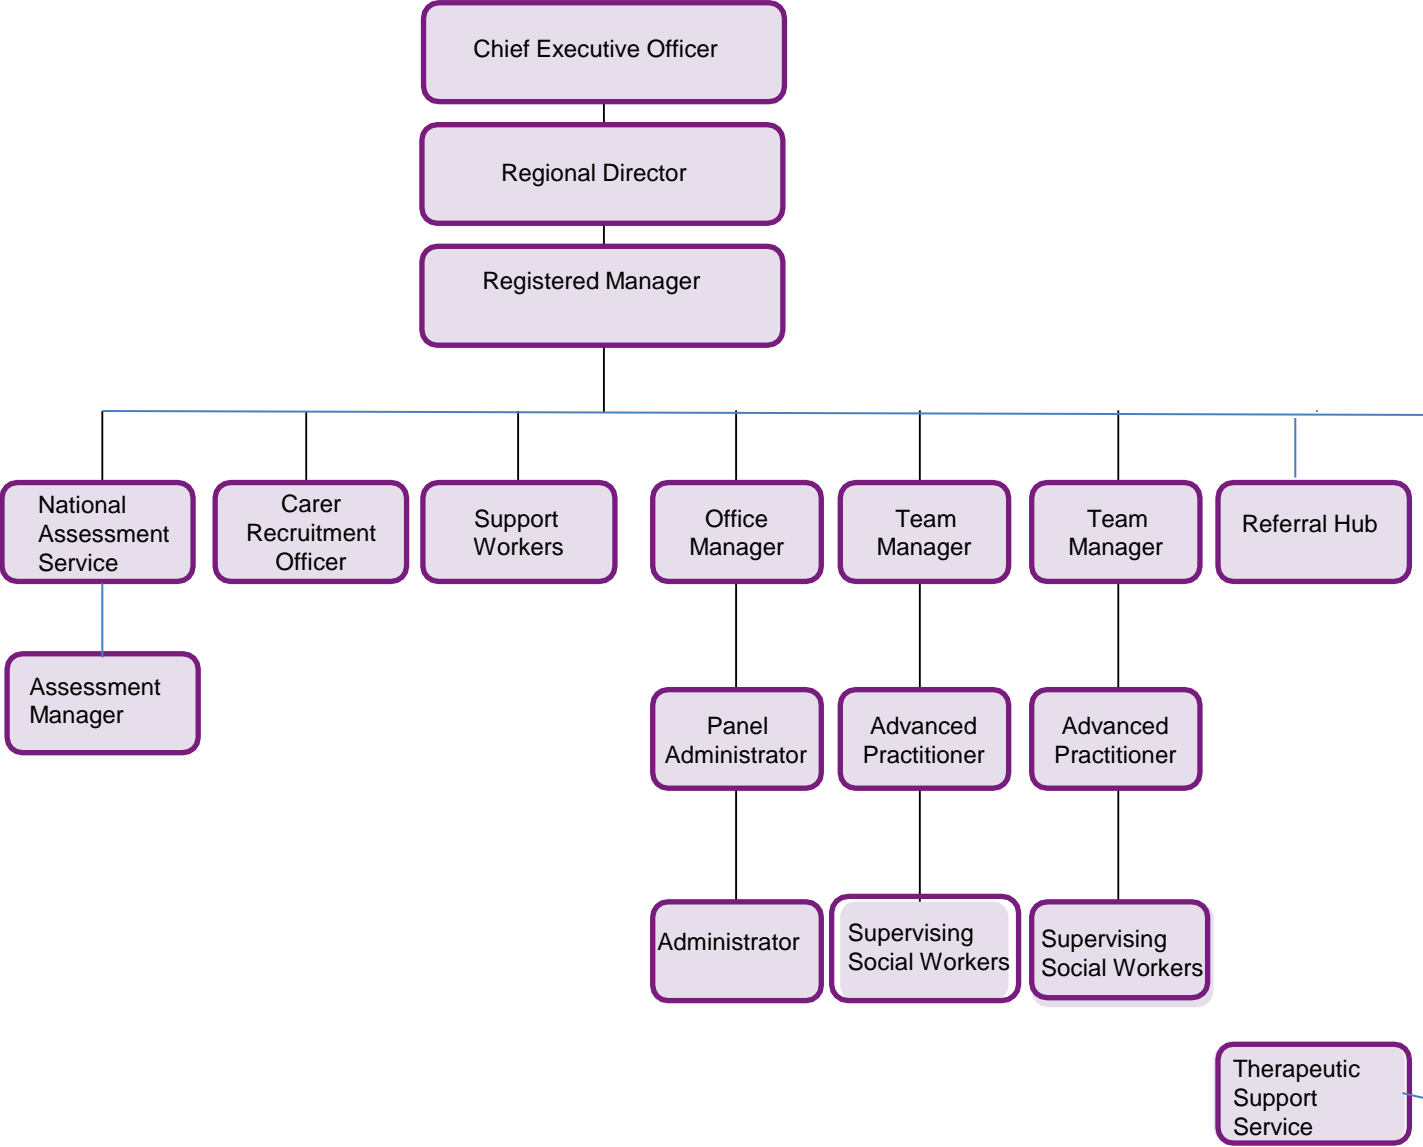 Chief Executive Officer
Regional Director
Registered Manager
National
Assessment
Service
Carer
Recruitment
Officer
Support
Workers
Office
Manager
Team
Manager
Team
Manager
Referral Hub
Assessment
Manager
Panel
Administrator
Advanced
Practitioner
Advanced
Practitioner
Administrator
Supervising
Social Workers
Supervising
Social Workers
Therapeutic
Support
Service